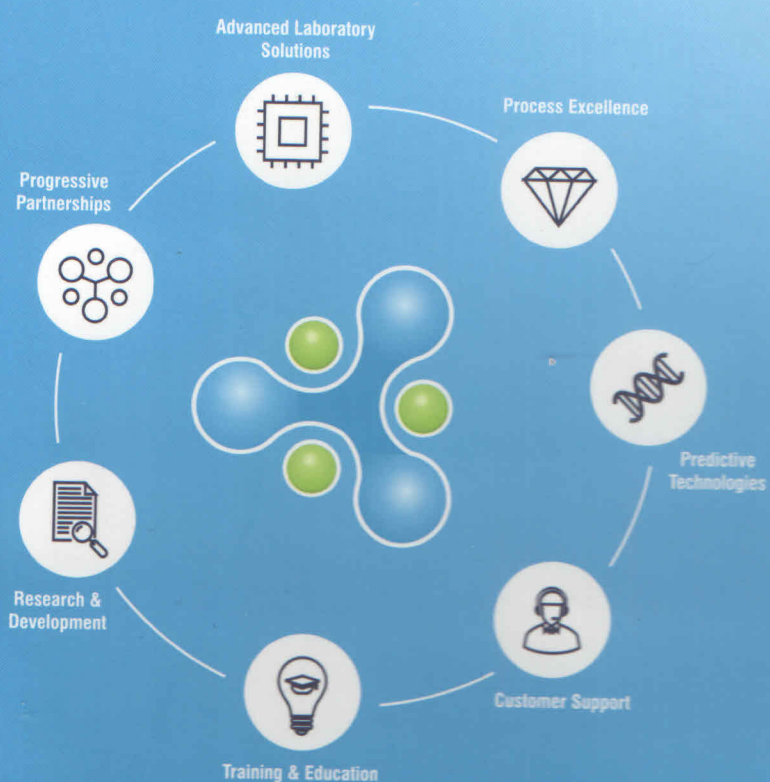 Advanced Laboratory
Solutions
Process Excellence
Progressive
Partnerships
Predictive
Technologies
Research &
Development
Customer Support
Training & Education